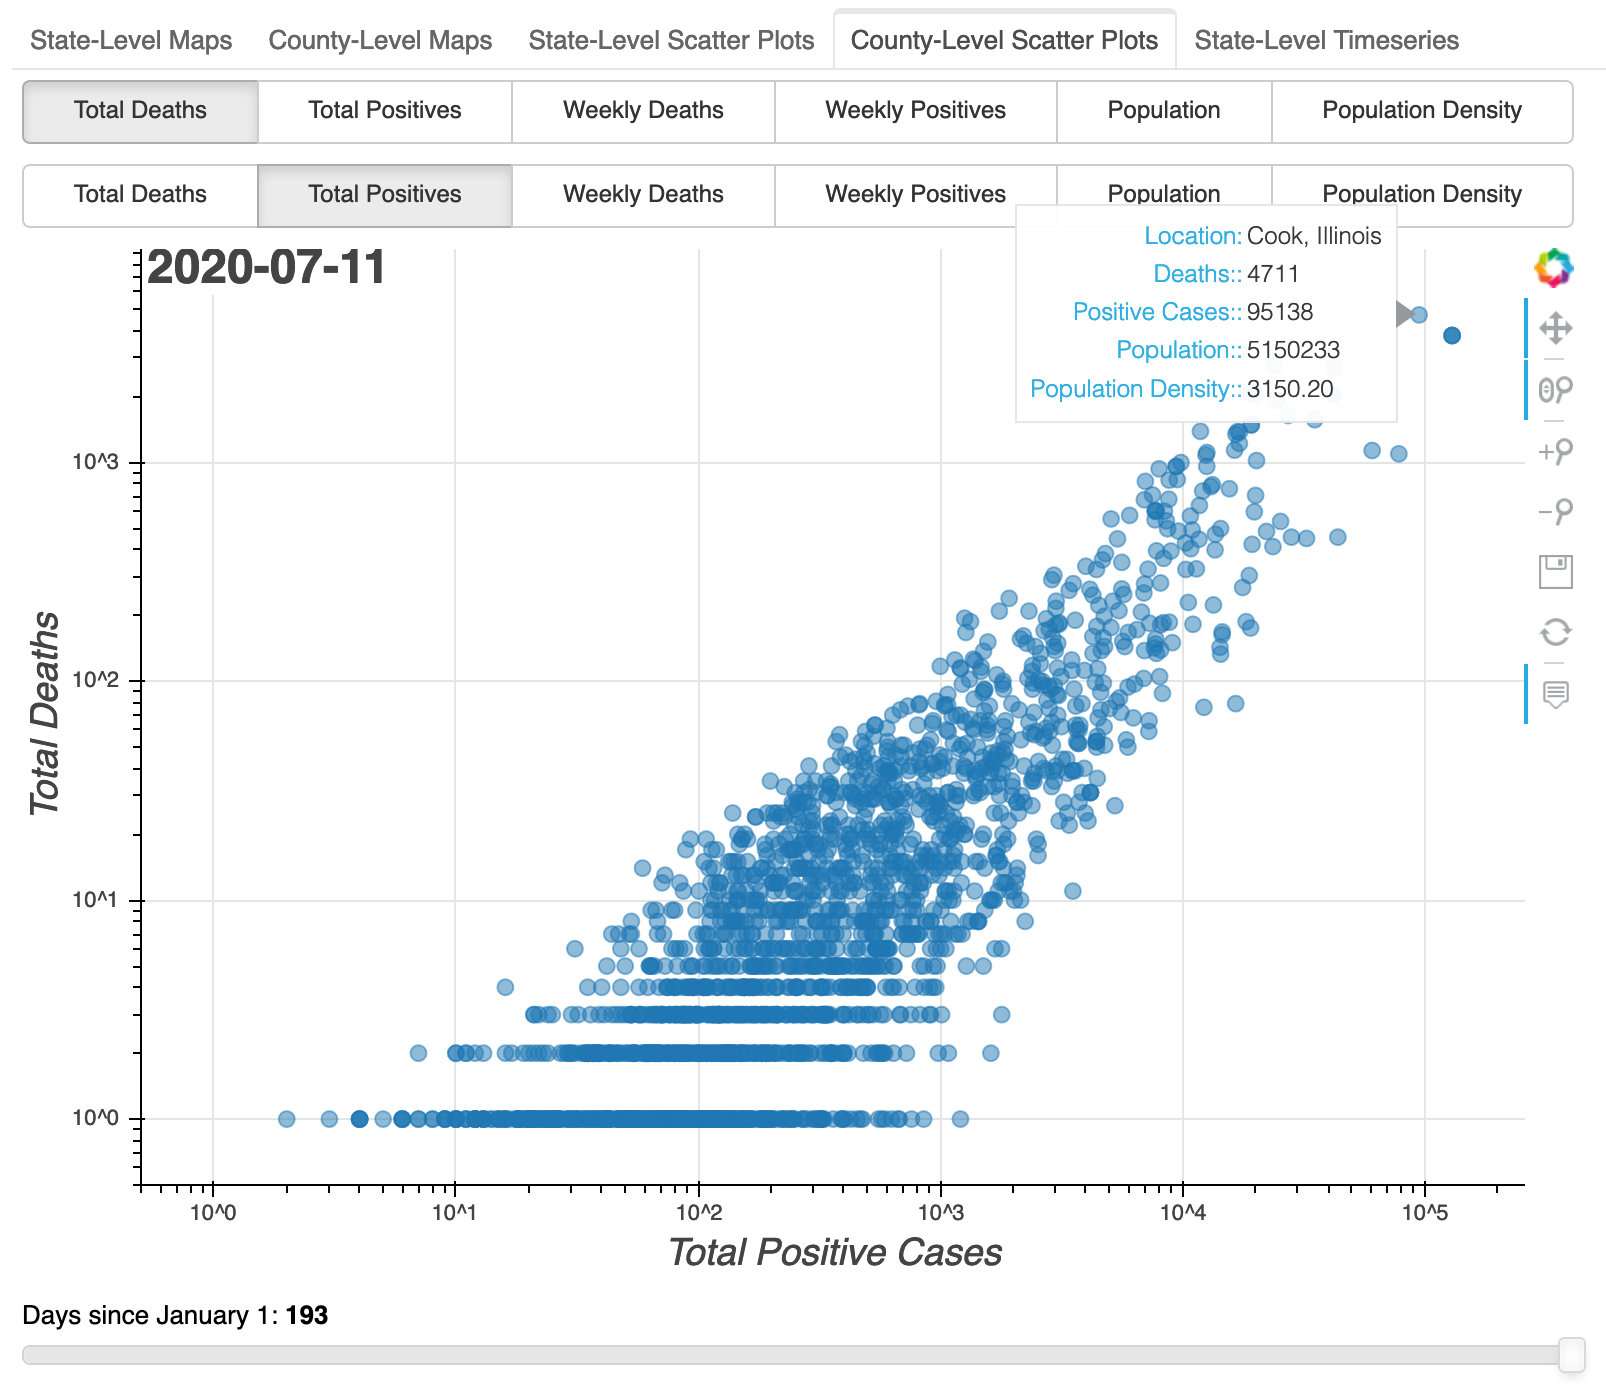 State-Level Maps County-Level Maps State-Level Scatter Plots County-Level Scatter Plots State-Level Timeseries
Total Deaths Total Positives Weekly Deaths Weekly Positives Population Population Density
Total Deaths Total Positives Weekly Deaths Weekly Positives Population Population Density
2020-07-11
Location: Cook, Illinois
Deaths:: 4711
Positive Cases:: 95138
Population:: 5150233
Population Density:: 3150.20
Total Deaths
10^3
10^2
10^1
10^0
10^0 10^1 10^2 10^3 10^4 10^5
Total Positive Cases
Days since January 1: 193